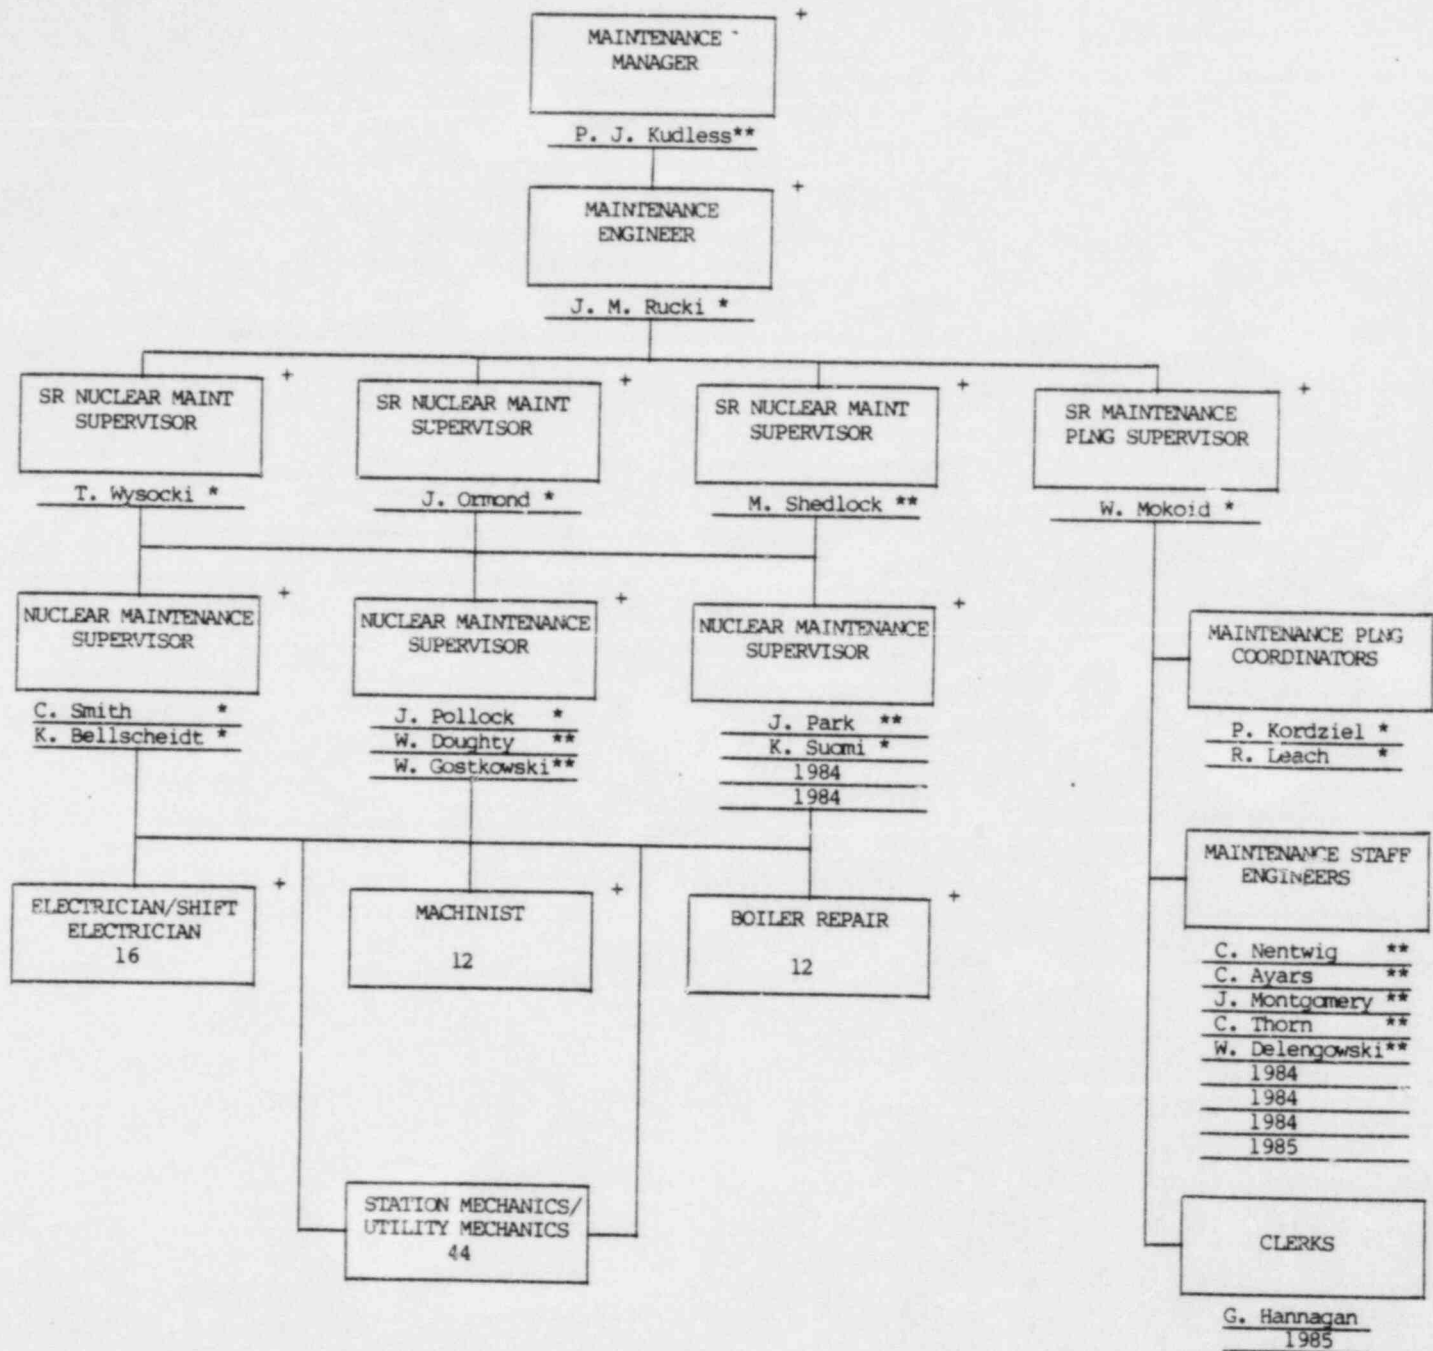 +
MAINTENANCE
MANAGER
P. J. Kudless**
+
MAINTENANCE
ENGINEER
J. M. Rucki *
+
SR NUCLEAR MAINT
SUPERVISOR
T. Wysocki *
+
SR NUCLEAR MAINT
SUPERVISOR
J. Ormond *
+
SR NUCLEAR MAINT
SUPERVISOR
M. Shedlock **
+
SR MAINTENANCE
PLNG SUPERVISOR
W. Mokoid *
+
NUCLEAR MAINTENANCE
SUPERVISOR
C. Smith *
K. Bellscheidt *
+
NUCLEAR MAINTENANCE
SUPERVISOR
J. Pollock *
W. Doughty **
W. Gostkowski**
+
NUCLEAR MAINTENANCE
SUPERVISOR
J. Park **
K. Suomi *
1984
1984
MAINTENANCE PLNG
COORDINATORS
P. Kordziel *
R. Leach *
+
ELECTRICIAN/SHIFT
ELECTRICIAN
16
+
MACHINIST
12
+
BOILER REPAIR
12
MAINTENANCE STAFF
ENGINEERS
C. Nentwig **
C. Ayars **
J. Montgomery **
C. Thorn **
W. Delengowski**
1984
1984
1984
1985
STATION MECHANICS/
UTILITY MECHANICS
44
CLERKS
G. Hannagan
1985